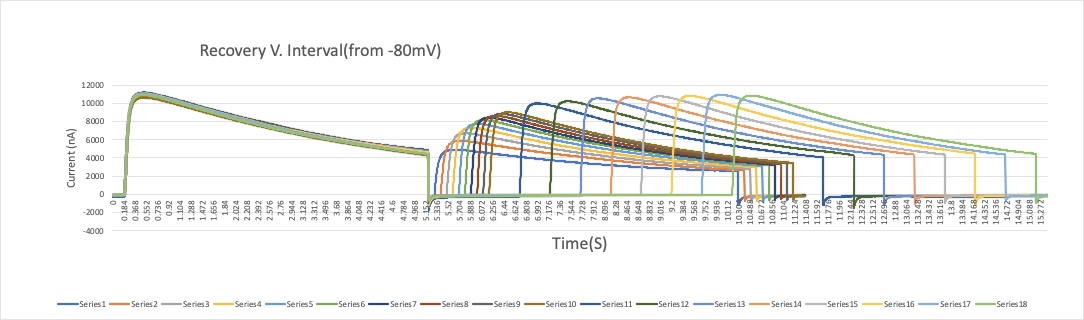 Recovery V. Interval(from -80mV)
12000
10000
8000
6000
4000
2000
0
-2000
-4000
Current (nA)
0 0.184 0.368 0.552 0.736 0.92 1.104 1.288 1.472 1.656 1.84 2.024 2.208 2.392 2.576 2.76 2.944 3.128 3.312 3.496 3.68 3.864 4.048 4.232 4.416 4.6 4.784 4.968 5.152 5.336 5.52 5.704 5.888 6.072 6.256 6.44 6.624 6.808 6.992 7.176 7.36 7.544 7.728 7.912 8.096 8.28 8.464 8.648 8.832 9.016 9.2 9.384 9.568 9.752 9.936 10.12 10.304 10.488 10.672 10.856 11.04 11.224 11.408 11.592 11.776 11.96 12.144 12.328 12.512 12.696 12.88 13.064 13.248 13.432 13.616 13.8 13.984 14.168 14.352 14.536 14.72 14.904 15.088 15.272
Time(S)
Series1 Series2 Series3 Series4 Series5 Series6 Series7 Series8 Series9 Series10 Series11 Series12 Series13 Series14 Series15 Series16 Series17 Series18